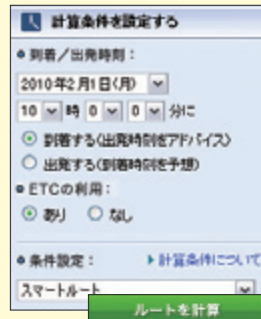 計算条件を設定する
● 到着／出発時刻：
2010年2月1日(月)
10 時 0 0 分に
到着する(出発時刻をアドバイス)
出発する(到着時刻を予想)
● ETCの利用：
あり なし
● 条件設定： 計算条件について
スマートルート
ルートを計算